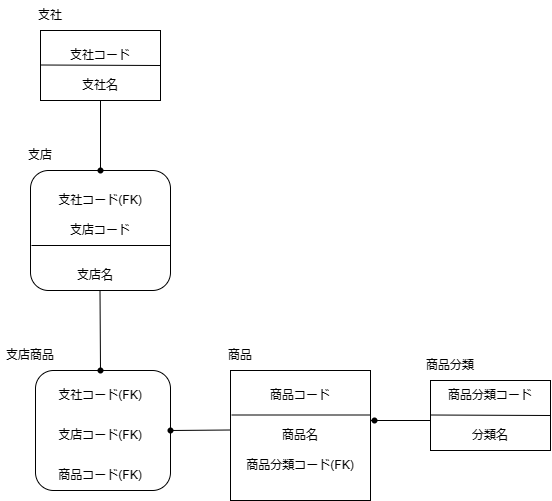 支社
支社コード
支社名
支店
支社コード(FK)
支店コード
支店名
支店商品
支社コード(FK)
支店コード(FK)
商品コード(FK)
商品
商品コード
商品名
商品分類コード(FK)
商品分類
商品分類コード
分類名